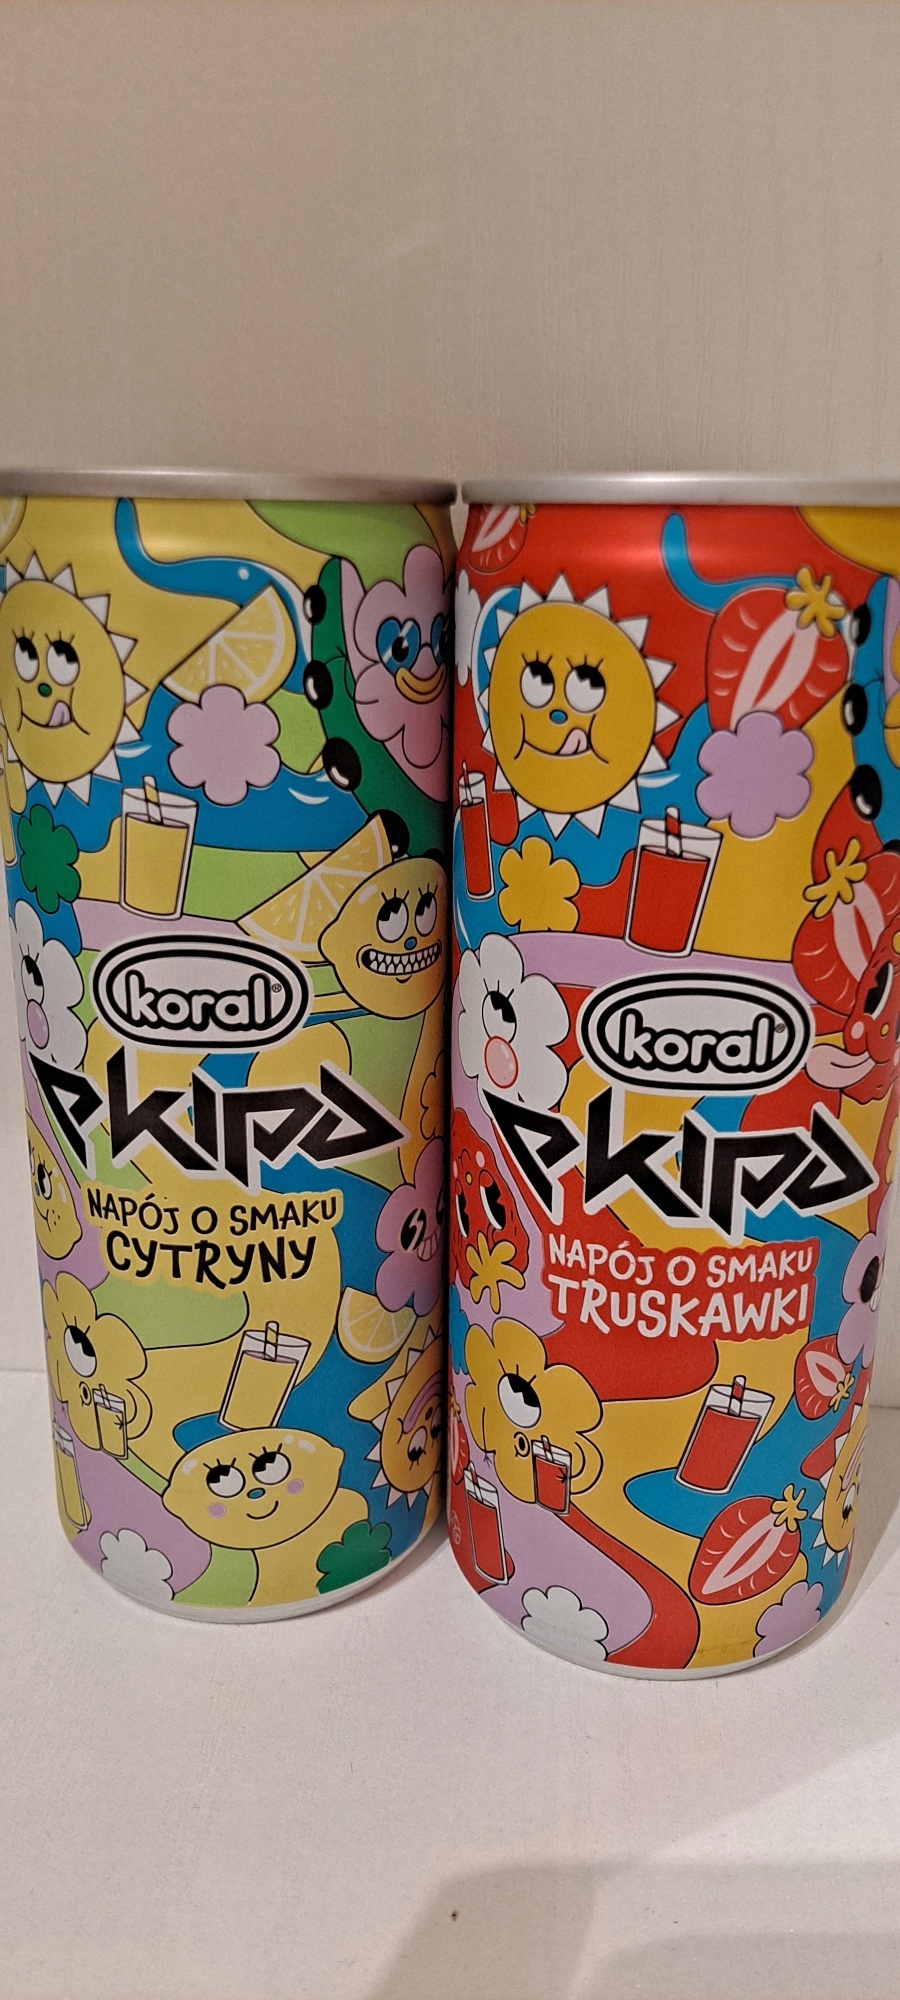 koral®
EKIPA
NAPÓJ O SMAKU
CYTRYNY
koral®
EKIPA
NAPÓJ O SMAKU
TRUSKAWKI